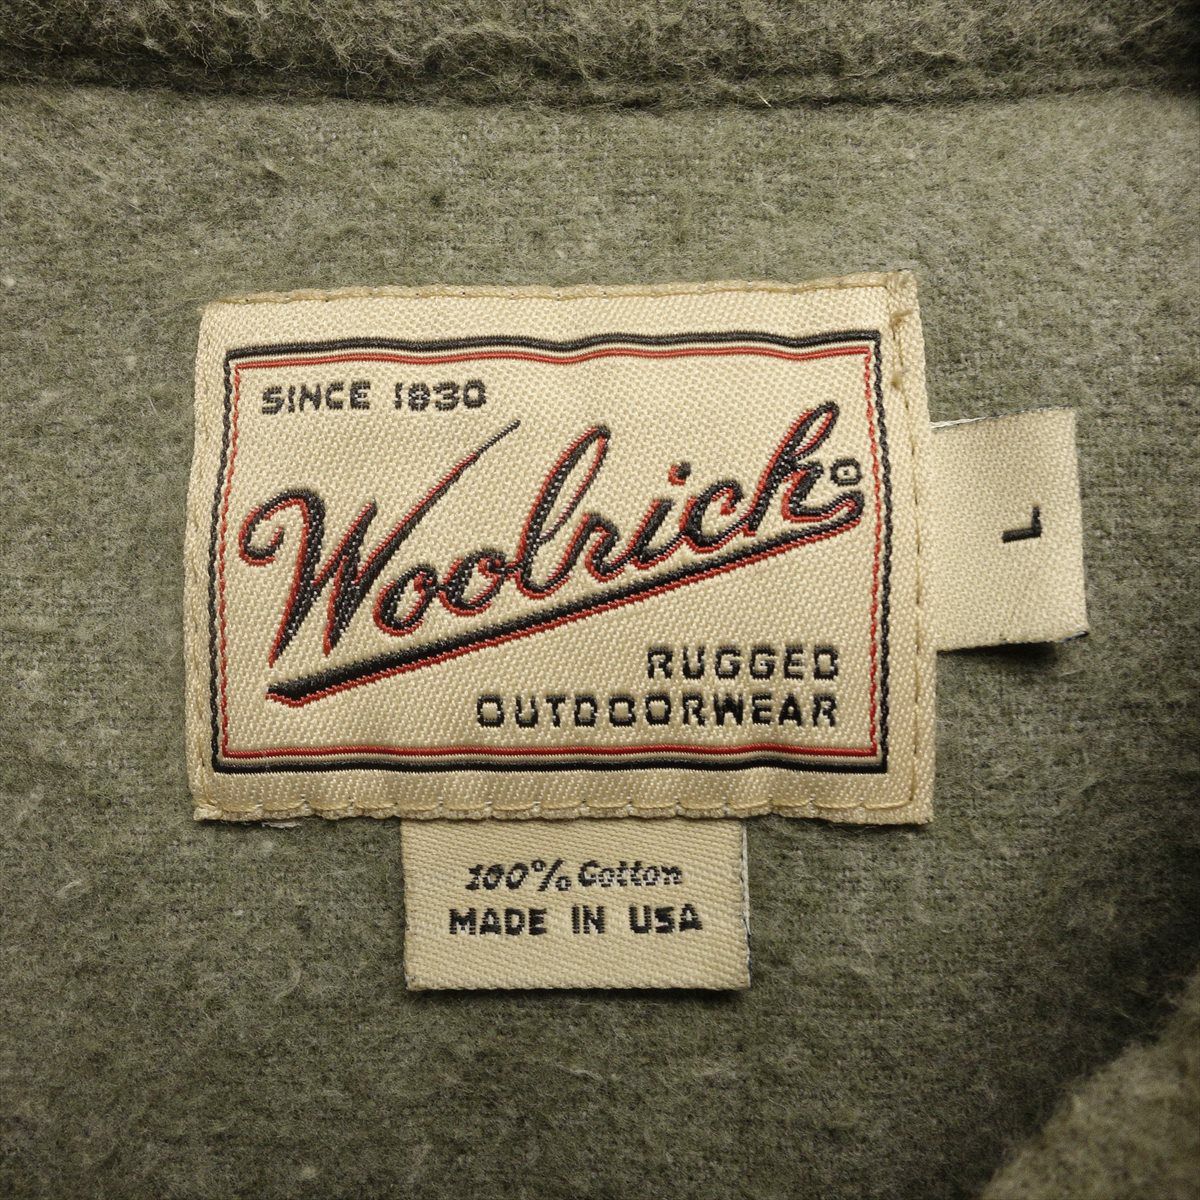 SINCE 1830
Woolrich®
L
RUGGED
OUTDOORWEAR
100% Cotton
MADE IN USA